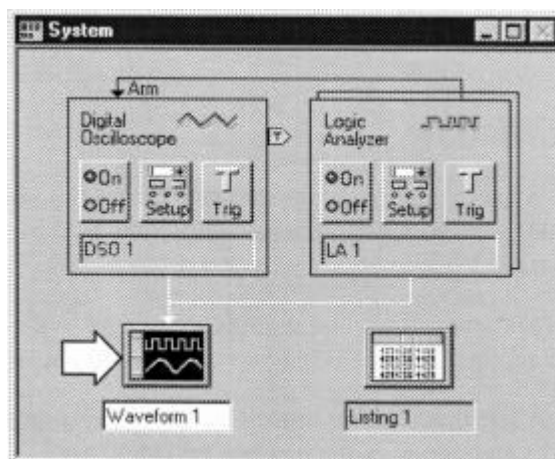 System
Arm
Digital
Oscilloscope
On
Off
Setup
Trig
DSO 1
T
Logic
Analyzer
On
Off
Setup
Trig
LA 1
Waveform 1
Listing 1